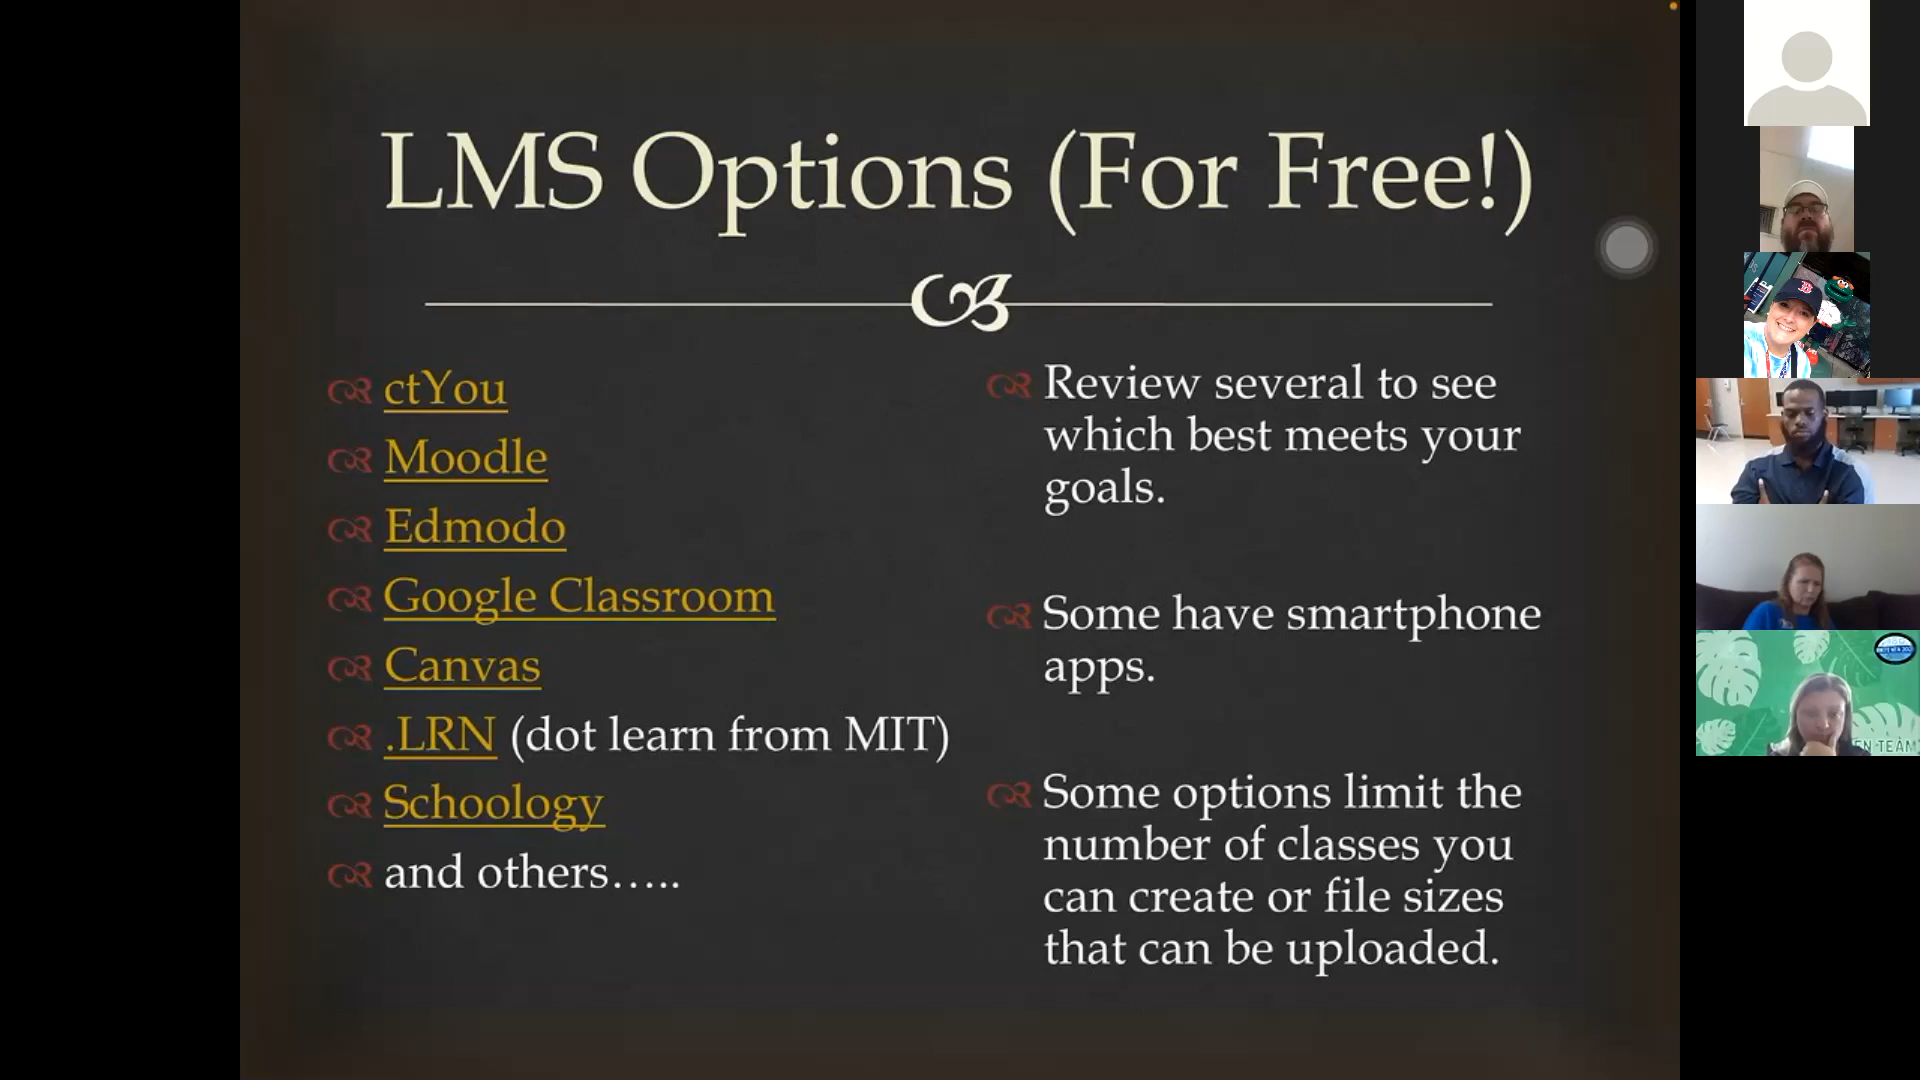 LMS Options (For Free!)
ctYou
Moodle
Edmodo
Google Classroom
Canvas
.LRN (dot learn from MIT)
Schoology
and others…..
Review several to see
which best meets your
goals.
Some have smartphone
apps.
Some options limit the
number of classes you
can create or file sizes
that can be uploaded.
B
EN TEAM